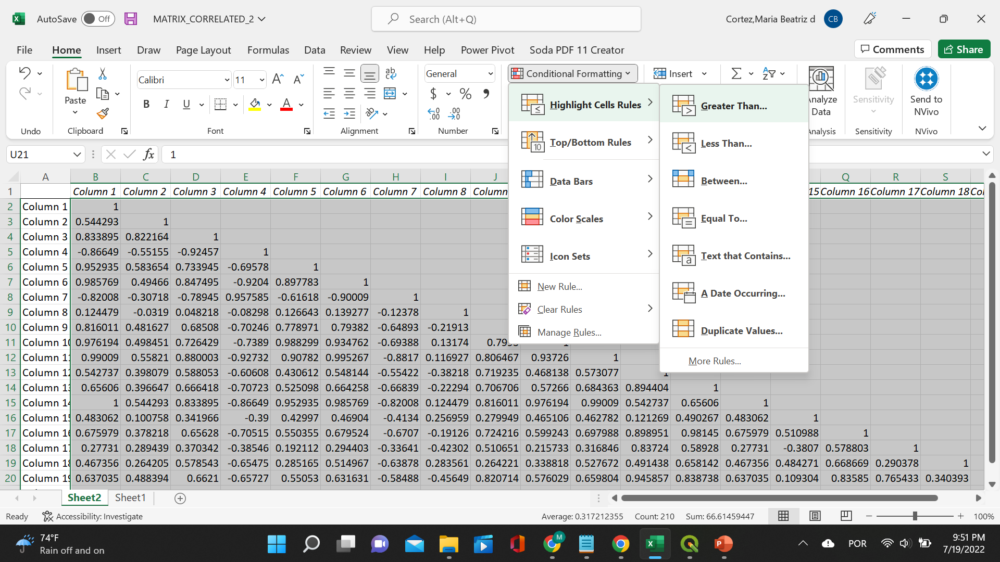 AutoSave Off MATRIX_CORRELATED_2 Search (Alt+Q) Cortez,Maria Beatriz d CB
File Home Insert Draw Page Layout Formulas Data Review View Help Power Pivot Soda PDF 11 Creator Comments Share
Paste Calibri 11 General Conditional Formatting Insert
B I U $ % Analyze Data Sensitivity Send to NVivo
Undo Clipboard Font Alignment Number Analysis Sensitivity NVivo
Highlight Cells Rules
Top/Bottom Rules
Data Bars
Color Scales
Icon Sets
New Rule...
Clear Rules
Manage Rules...
Greater Than...
Less Than...
Between...
Equal To...
Text that Contains...
A Date Occurring...
Duplicate Values...
More Rules...
U21 fx 1
A B C D E F G H I J Q R S
1 Column 1 Column 2 Column 3 Column 4 Column 5 Column 6 Column 7 Column 8 Column 15 Column 16 Column 17 Column 18 Col
2 Column 1 1
3 Column 2 0.544293 1
4 Column 3 0.833895 0.822164 1
5 Column 4 -0.86649 -0.55155 -0.92457 1
6 Column 5 0.952935 0.583654 0.733945 -0.69578 1
7 Column 6 0.985769 0.49466 0.847495 -0.9204 0.897783 1
8 Column 7 -0.82008 -0.30718 -0.78945 0.957585 -0.61618 -0.90009 1
9 Column 8 0.124479 -0.0319 0.048218 -0.08298 0.126643 0.139277 -0.12378 1
10 Column 9 0.816011 0.481627 0.68508 -0.70246 0.778971 0.79382 -0.64893 -0.21913
11 Column 10 0.976194 0.498451 0.726429 -0.7389 0.988299 0.934762 -0.69388 0.13174 0.7993 1
12 Column 11 0.99009 0.55821 0.880003 -0.92732 0.90782 0.995267 -0.8817 0.116927 0.806467 0.93726 1
13 Column 12 0.542737 0.398079 0.588053 -0.60608 0.430612 0.548144 -0.55422 -0.38218 0.719235 0.468138 0.573077 1
14 Column 13 0.65606 0.396647 0.666418 -0.70723 0.525098 0.664258 -0.66839 -0.22294 0.706706 0.57266 0.684363 0.894404 1
15 Column 14 1 0.544293 0.833895 -0.86649 0.952935 0.985769 -0.82008 0.124479 0.816011 0.976194 0.99009 0.542737 0.65606 1
16 Column 15 0.483062 0.100758 0.341966 -0.39 0.42997 0.46904 -0.4134 0.256959 0.279949 0.465106 0.462782 0.121269 0.490267 0.483062 1
17 Column 16 0.675979 0.378218 0.65628 -0.70515 0.550355 0.679524 -0.6707 -0.19126 0.724216 0.599243 0.697988 0.898951 0.98145 0.675979 0.510988 1
18 Column 17 0.27731 0.289439 0.370342 -0.38546 0.192112 0.294403 -0.33641 -0.42302 0.510651 0.215733 0.316846 0.83724 0.58928 0.27731 -0.3807 0.578803 1
19 Column 18 0.467356 0.264205 0.578543 -0.65475 0.285165 0.514967 -0.63878 0.283561 0.264221 0.338818 0.527672 0.491438 0.658142 0.467356 0.484271 0.668669 0.290378 1
20 Column 19 0.637035 0.488394 0.6621 -0.65727 0.55053 0.631631 -0.58488 -0.45649 0.820714 0.576029 0.659804 0.945857 0.838738 0.637035 0.109304 0.83585 0.765433 0.340393
Sheet2 Sheet1
Ready Accessibility: Investigate Average: 0.317212355 Count: 210 Sum: 66.61459447 100%
74°F
Rain off and on
POR
9:51 PM
7/19/2022